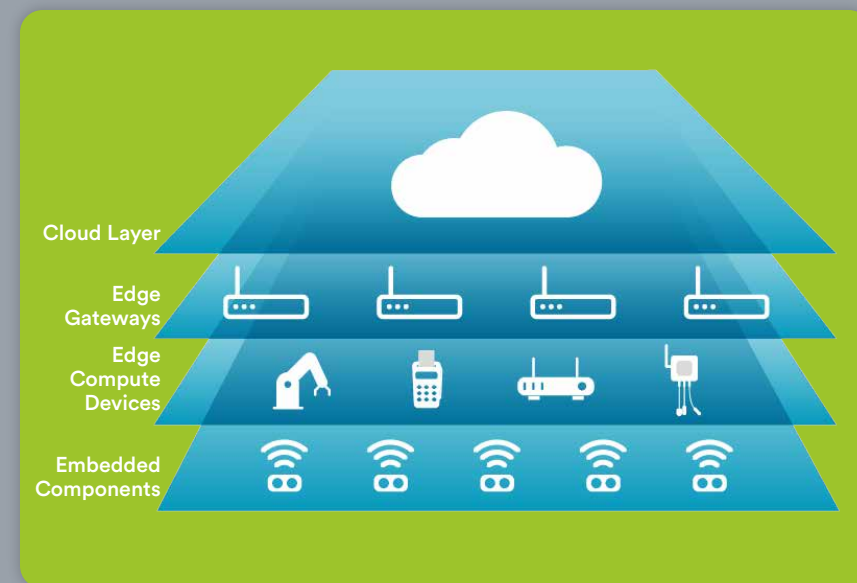 Cloud Layer
Edge
Gateways
Edge
Compute
Devices
Embedded
Components